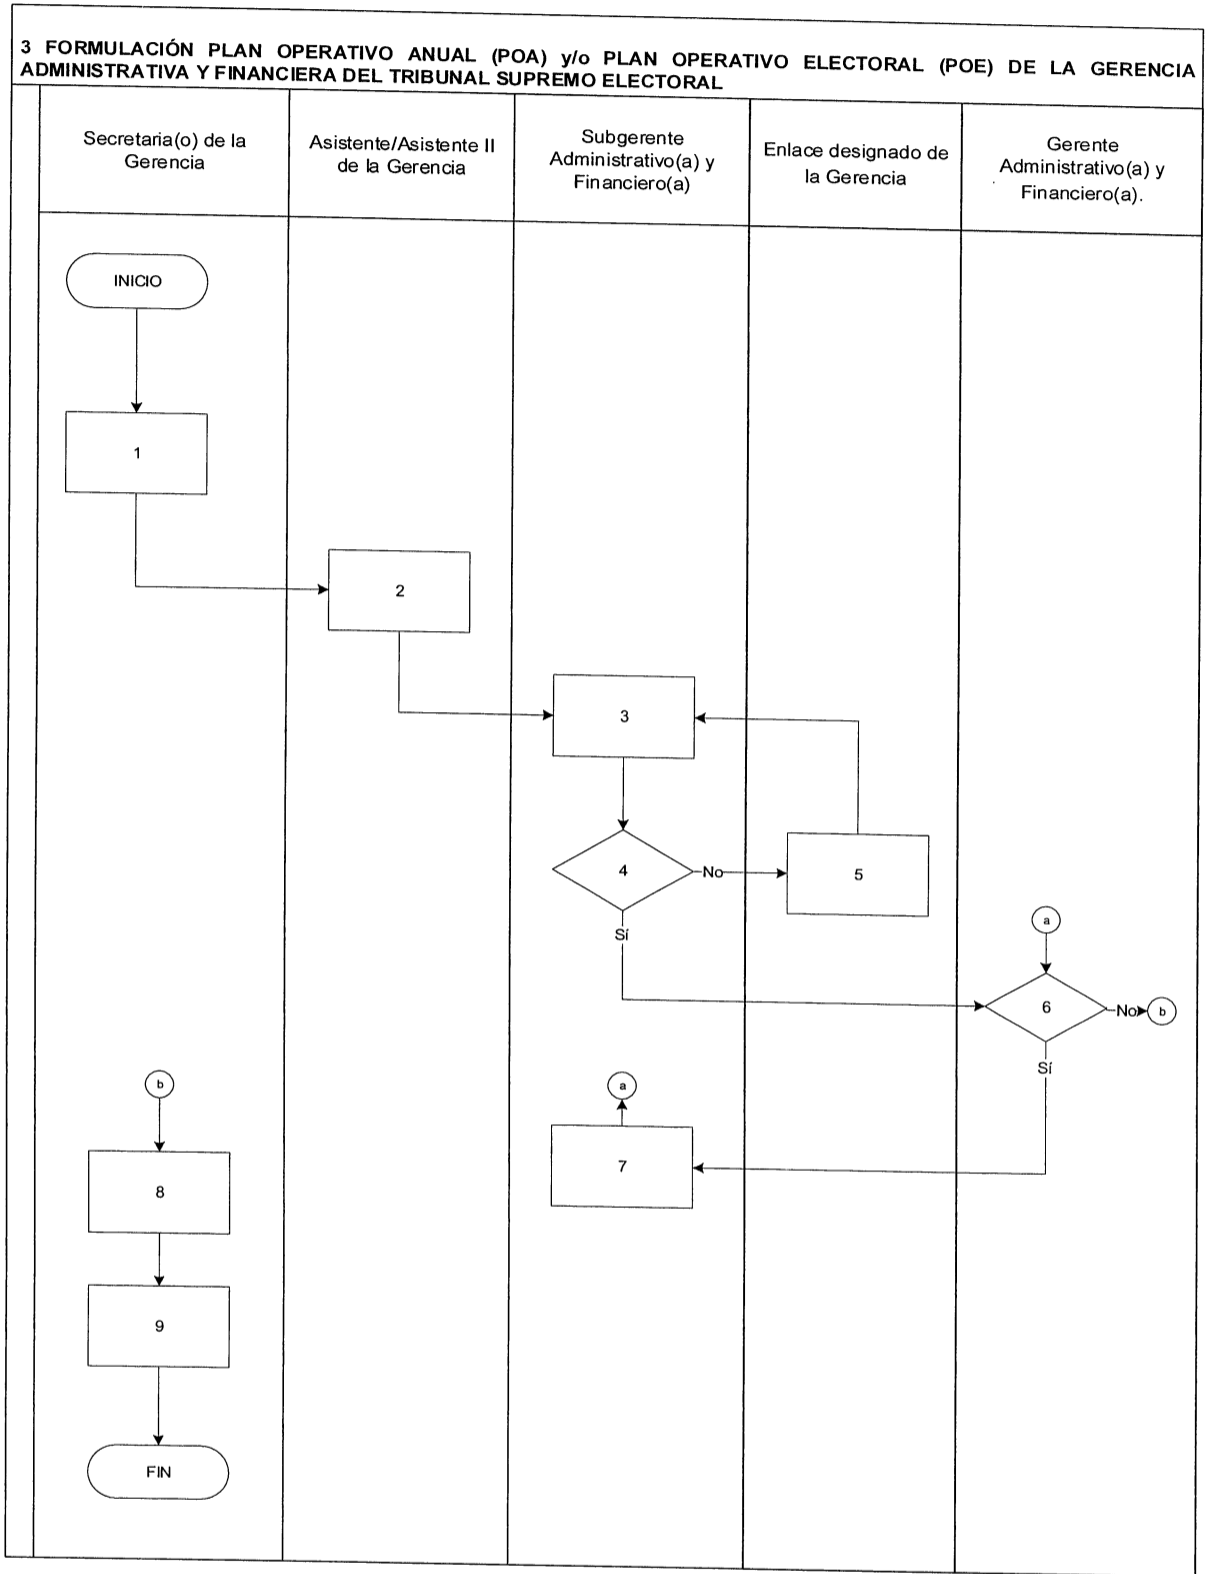 3 FORMULACIÓN PLAN OPERATIVO ANUAL (POA) y/o PLAN OPERATIVO ELECTORAL (POE) DE LA GERENCIA
ADMINISTRATIVA Y FINANCIERA DEL TRIBUNAL SUPREMO ELECTORAL
Secretaria(o) de la
Gerencia
Asistente/Asistente II
de la Gerencia
Subgerente
Administrativo(a) y
Financiero(a)
Enlace designado de
la Gerencia
Gerente
Administrativo(a) y
Financiero(a).
INICIO
1
2
3
4
No
5
Sí
a
6
No
b
Sí
b
a
7
8
9
FIN